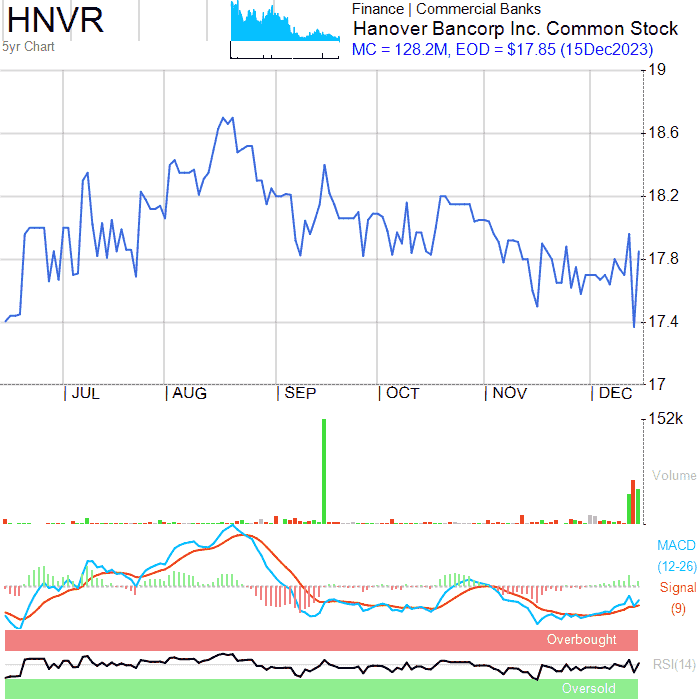 HNVR
5yr Chart
Finance | Commercial Banks
Hanover Bancorp Inc. Common Stock
MC = 128.2M, EOD = $17.85 (15Dec2023)
19
18.6
18.2
17.8
17.4
17
JUL
AUG
SEP
OCT
NOV
DEC
152k
Volume
MACD
(12-26)
Signal
(9)
Overbought
RSI(14)
Oversold